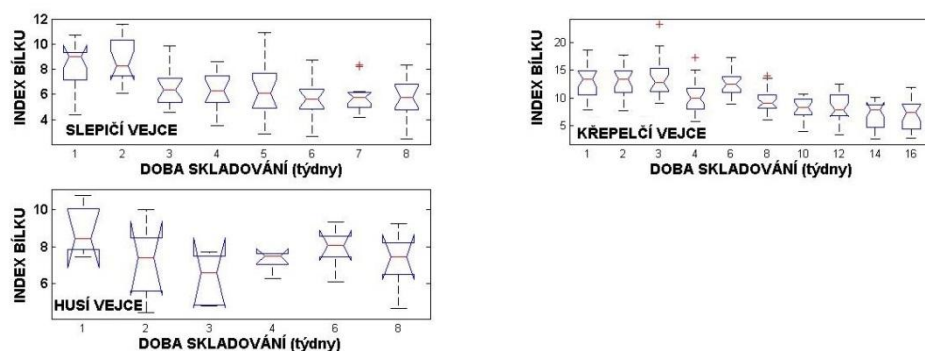 INDEX BÍLKU
12
10
8
6
4
SLEPIČÍ VEJCE
1 2 3 4 5 6 7 8
DOBA SKLADOVÁNÍ (týdny)
INDEX BÍLKU
20
15
10
5
KŘEPELČÍ VEJCE
1 2 3 4 6 8 10 12 14 16
DOBA SKLADOVÁNÍ (týdny)
INDEX BÍLKU
10
8
6
HUSÍ VEJCE
1 2 3 4 6 8
DOBA SKLADOVÁNÍ (týdny)